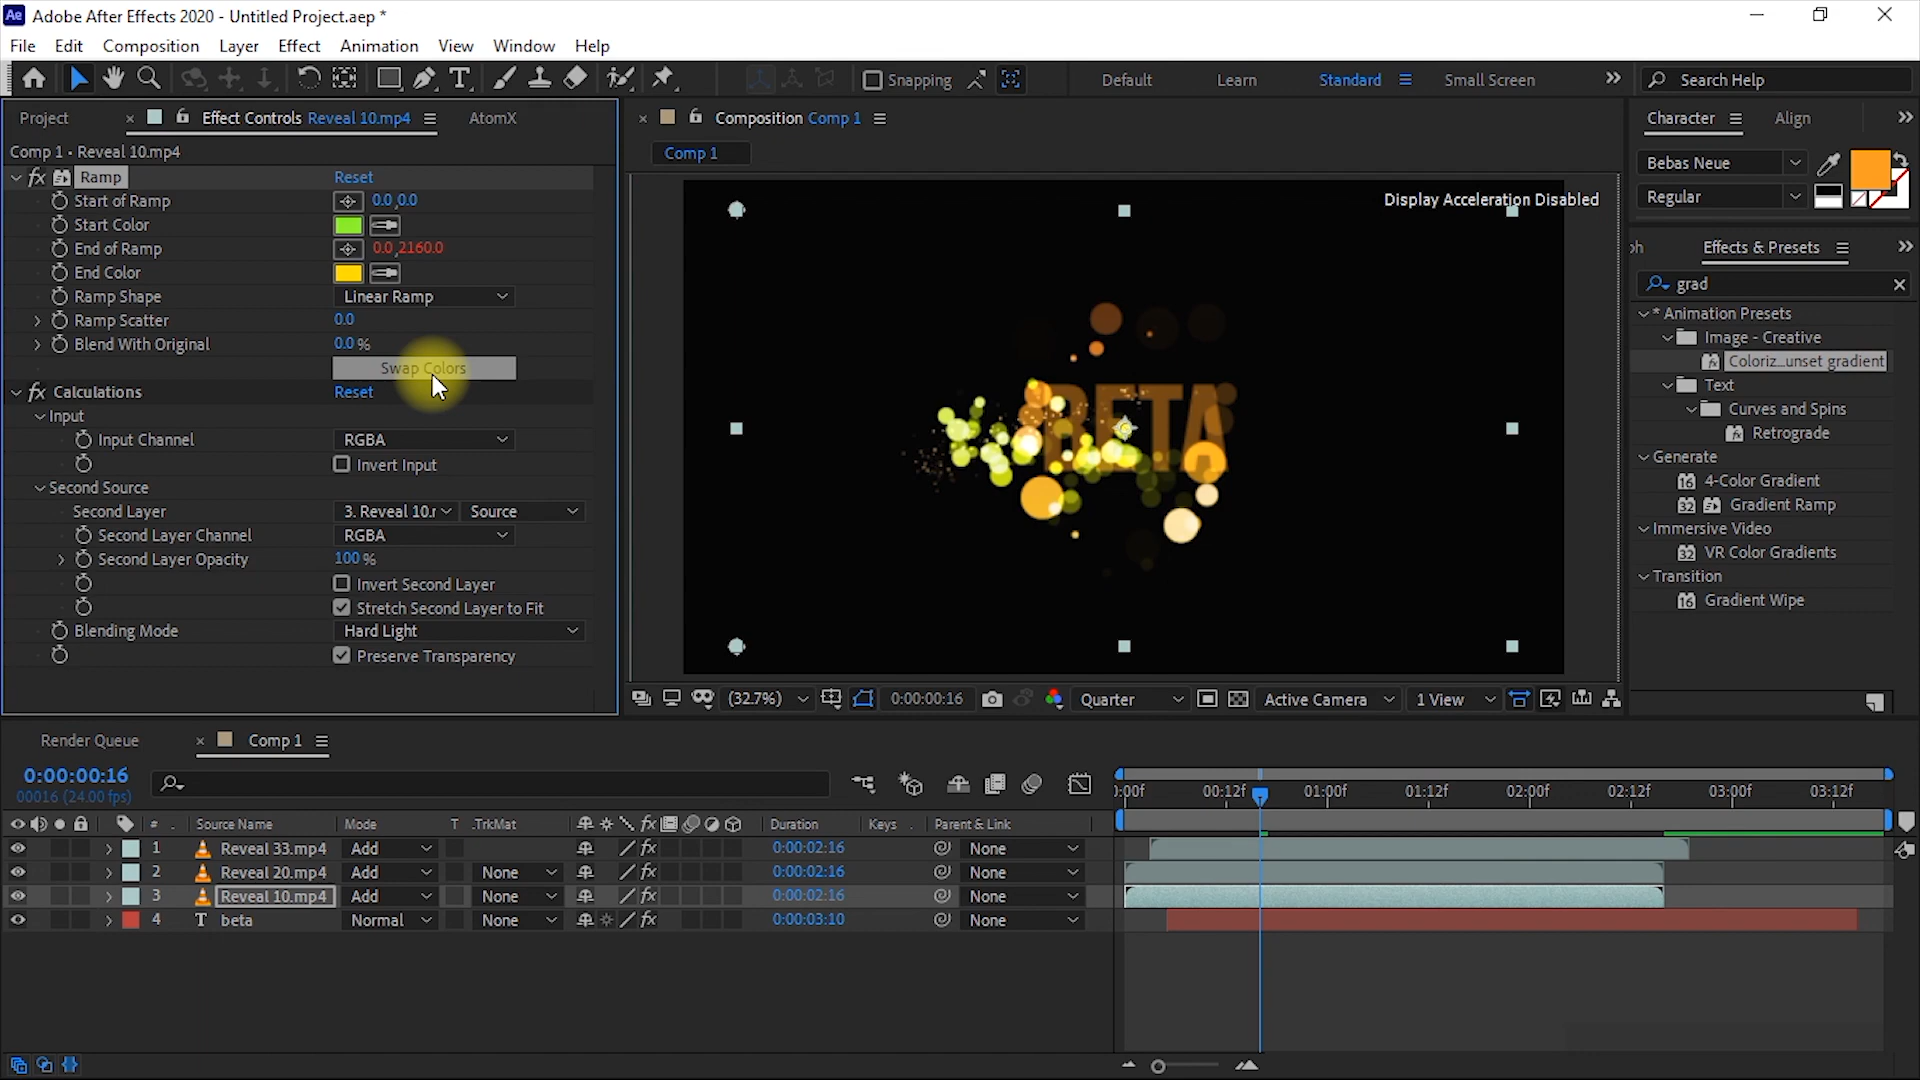 Adobe After Effects 2020 - Untitled Project.aep *
File Edit Composition Layer Effect Animation View Window Help
Snapping Default Learn Standard Small Screen Search Help
Project Effect Controls Reveal 10.mp4 AtomX
Comp 1 • Reveal 10.mp4
Ramp Reset
Start of Ramp 0.0,0.0
Start Color
End of Ramp 0.0,2160.0
End Color
Ramp Shape Linear Ramp
Ramp Scatter 0.0
Blend With Original 0.0 %
Swap Colors
Calculations Reset
Input
Input Channel RGBA
Invert Input
Second Source
Second Layer 3. Reveal 10.r Source
Second Layer Channel RGBA
Second Layer Opacity 100 %
Invert Second Layer
Stretch Second Layer to Fit
Blending Mode Hard Light
Preserve Transparency
Composition Comp 1
Comp 1
Display Acceleration Disabled
BETA
(32.7%) 0:00:00:16 Quarter Active Camera 1 View
Character Align
Bebas Neue
Regular
ph Effects & Presets
grad
* Animation Presets
Image - Creative
Coloriz...unset gradient
Text
Curves and Spins
Retrograde
Generate
4-Color Gradient
Gradient Ramp
Immersive Video
VR Color Gradients
Transition
Gradient Wipe
Render Queue Comp 1
0:00:00:16
00016 (24.00 fps)
# Source Name Mode T .TrkMat Duration Keys Parent & Link
:00f 00:12f 01:00f 01:12f 02:00f 02:12f 03:00f 03:12f
1 Reveal 33.mp4 Add 0:00:02:16 None
2 Reveal 20.mp4 Add None 0:00:02:16 None
3 Reveal 10.mp4 Add None 0:00:02:16 None
4 T beta Normal None 0:00:03:10 None